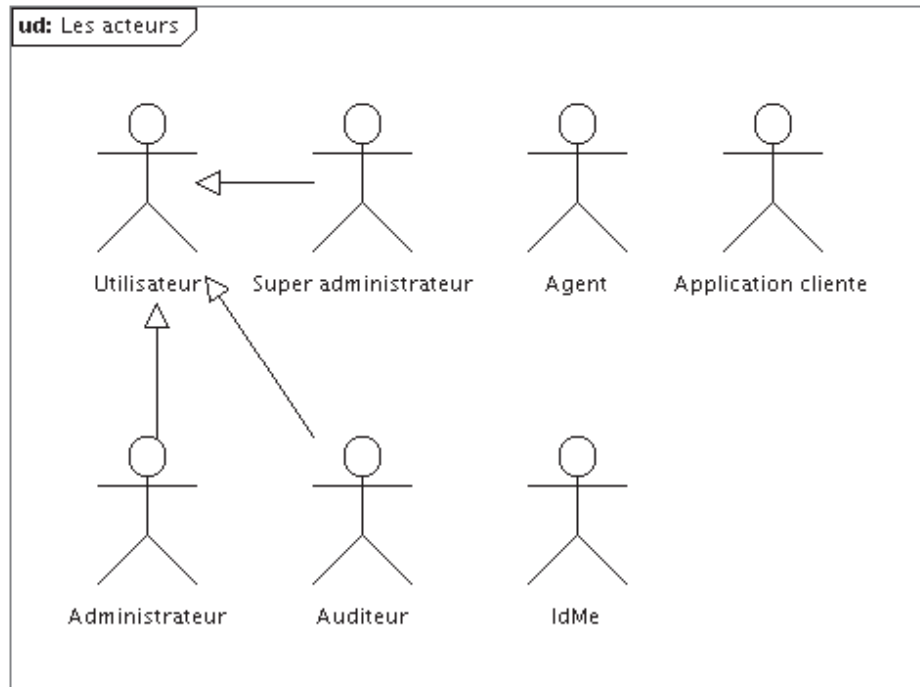 ud: Les acteurs
Utilisateur
Super administrateur
Agent
Application cliente
Administrateur
Auditeur
IdMe